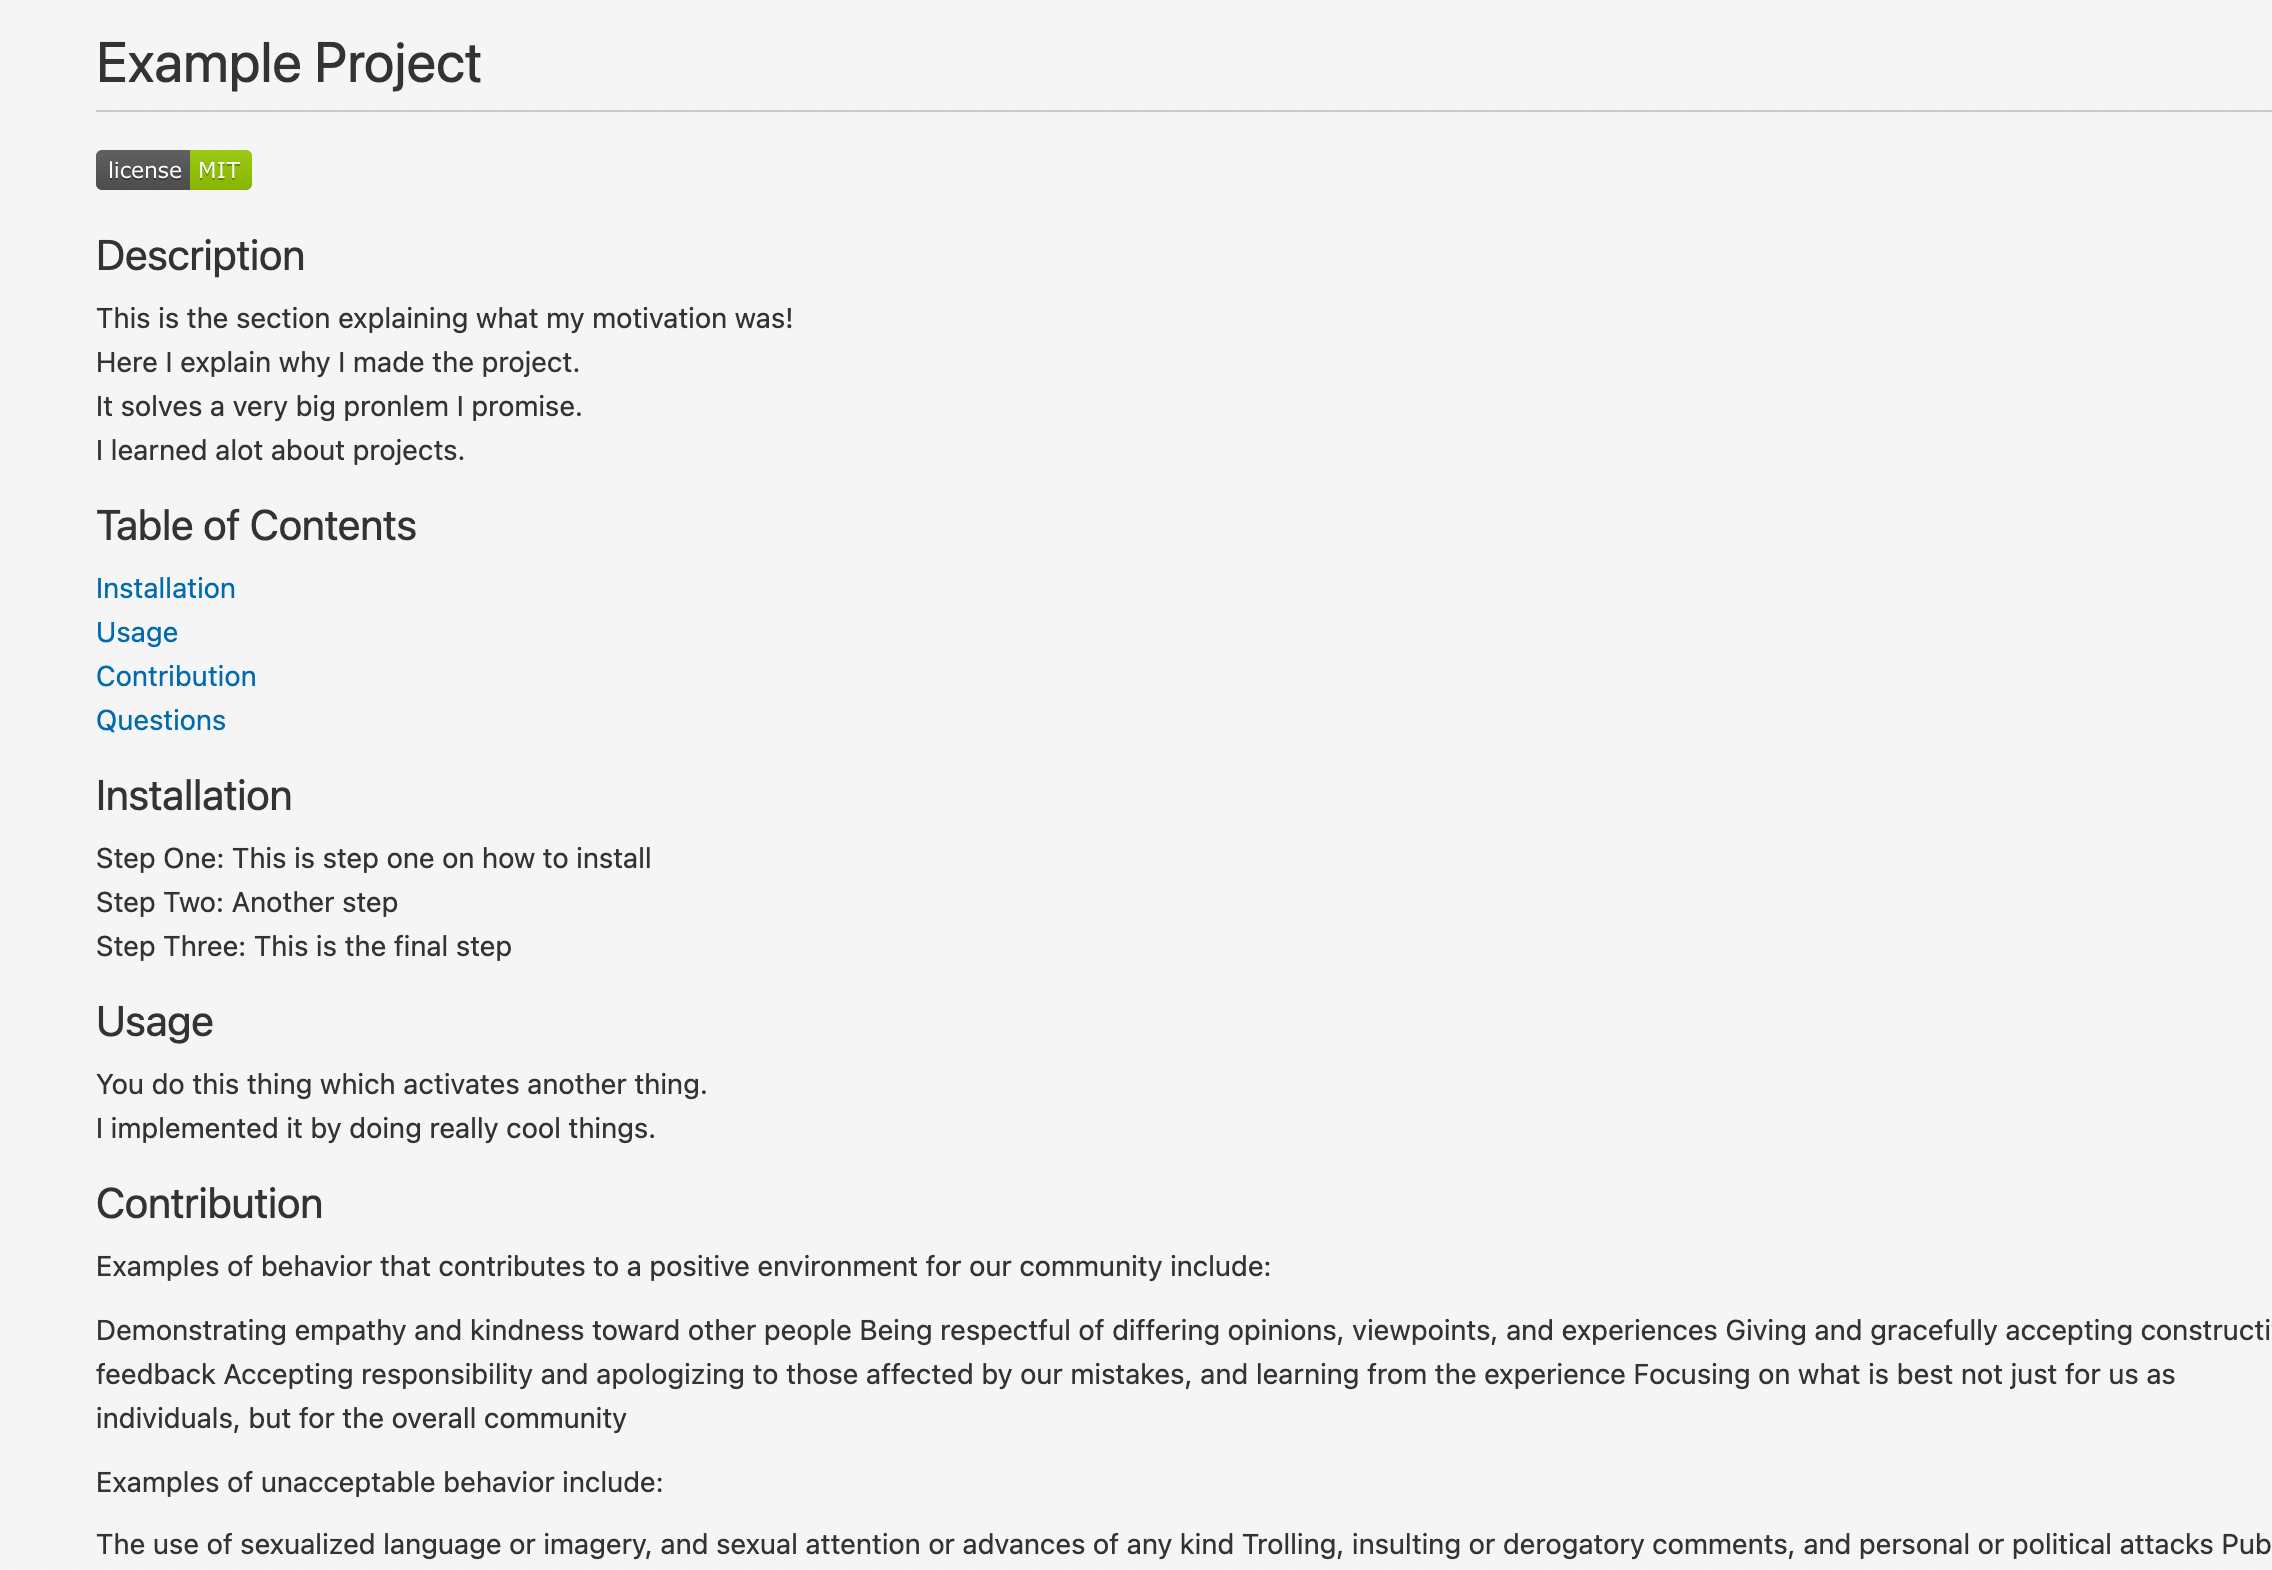 Example Project
license MIT
Description
This is the section explaining what my motivation was!
Here I explain why I made the project.
It solves a very big pronlem I promise.
I learned alot about projects.
Table of Contents
Installation
Usage
Contribution
Questions
Installation
Step One: This is step one on how to install
Step Two: Another step
Step Three: This is the final step
Usage
You do this thing which activates another thing.
I implemented it by doing really cool things.
Contribution
Examples of behavior that contributes to a positive environment for our community include:
Demonstrating empathy and kindness toward other people Being respectful of differing opinions, viewpoints, and experiences Giving and gracefully accepting constructi
feedback Accepting responsibility and apologizing to those affected by our mistakes, and learning from the experience Focusing on what is best not just for us as
individuals, but for the overall community
Examples of unacceptable behavior include:
The use of sexualized language or imagery, and sexual attention or advances of any kind Trolling, insulting or derogatory comments, and personal or political attacks Pub